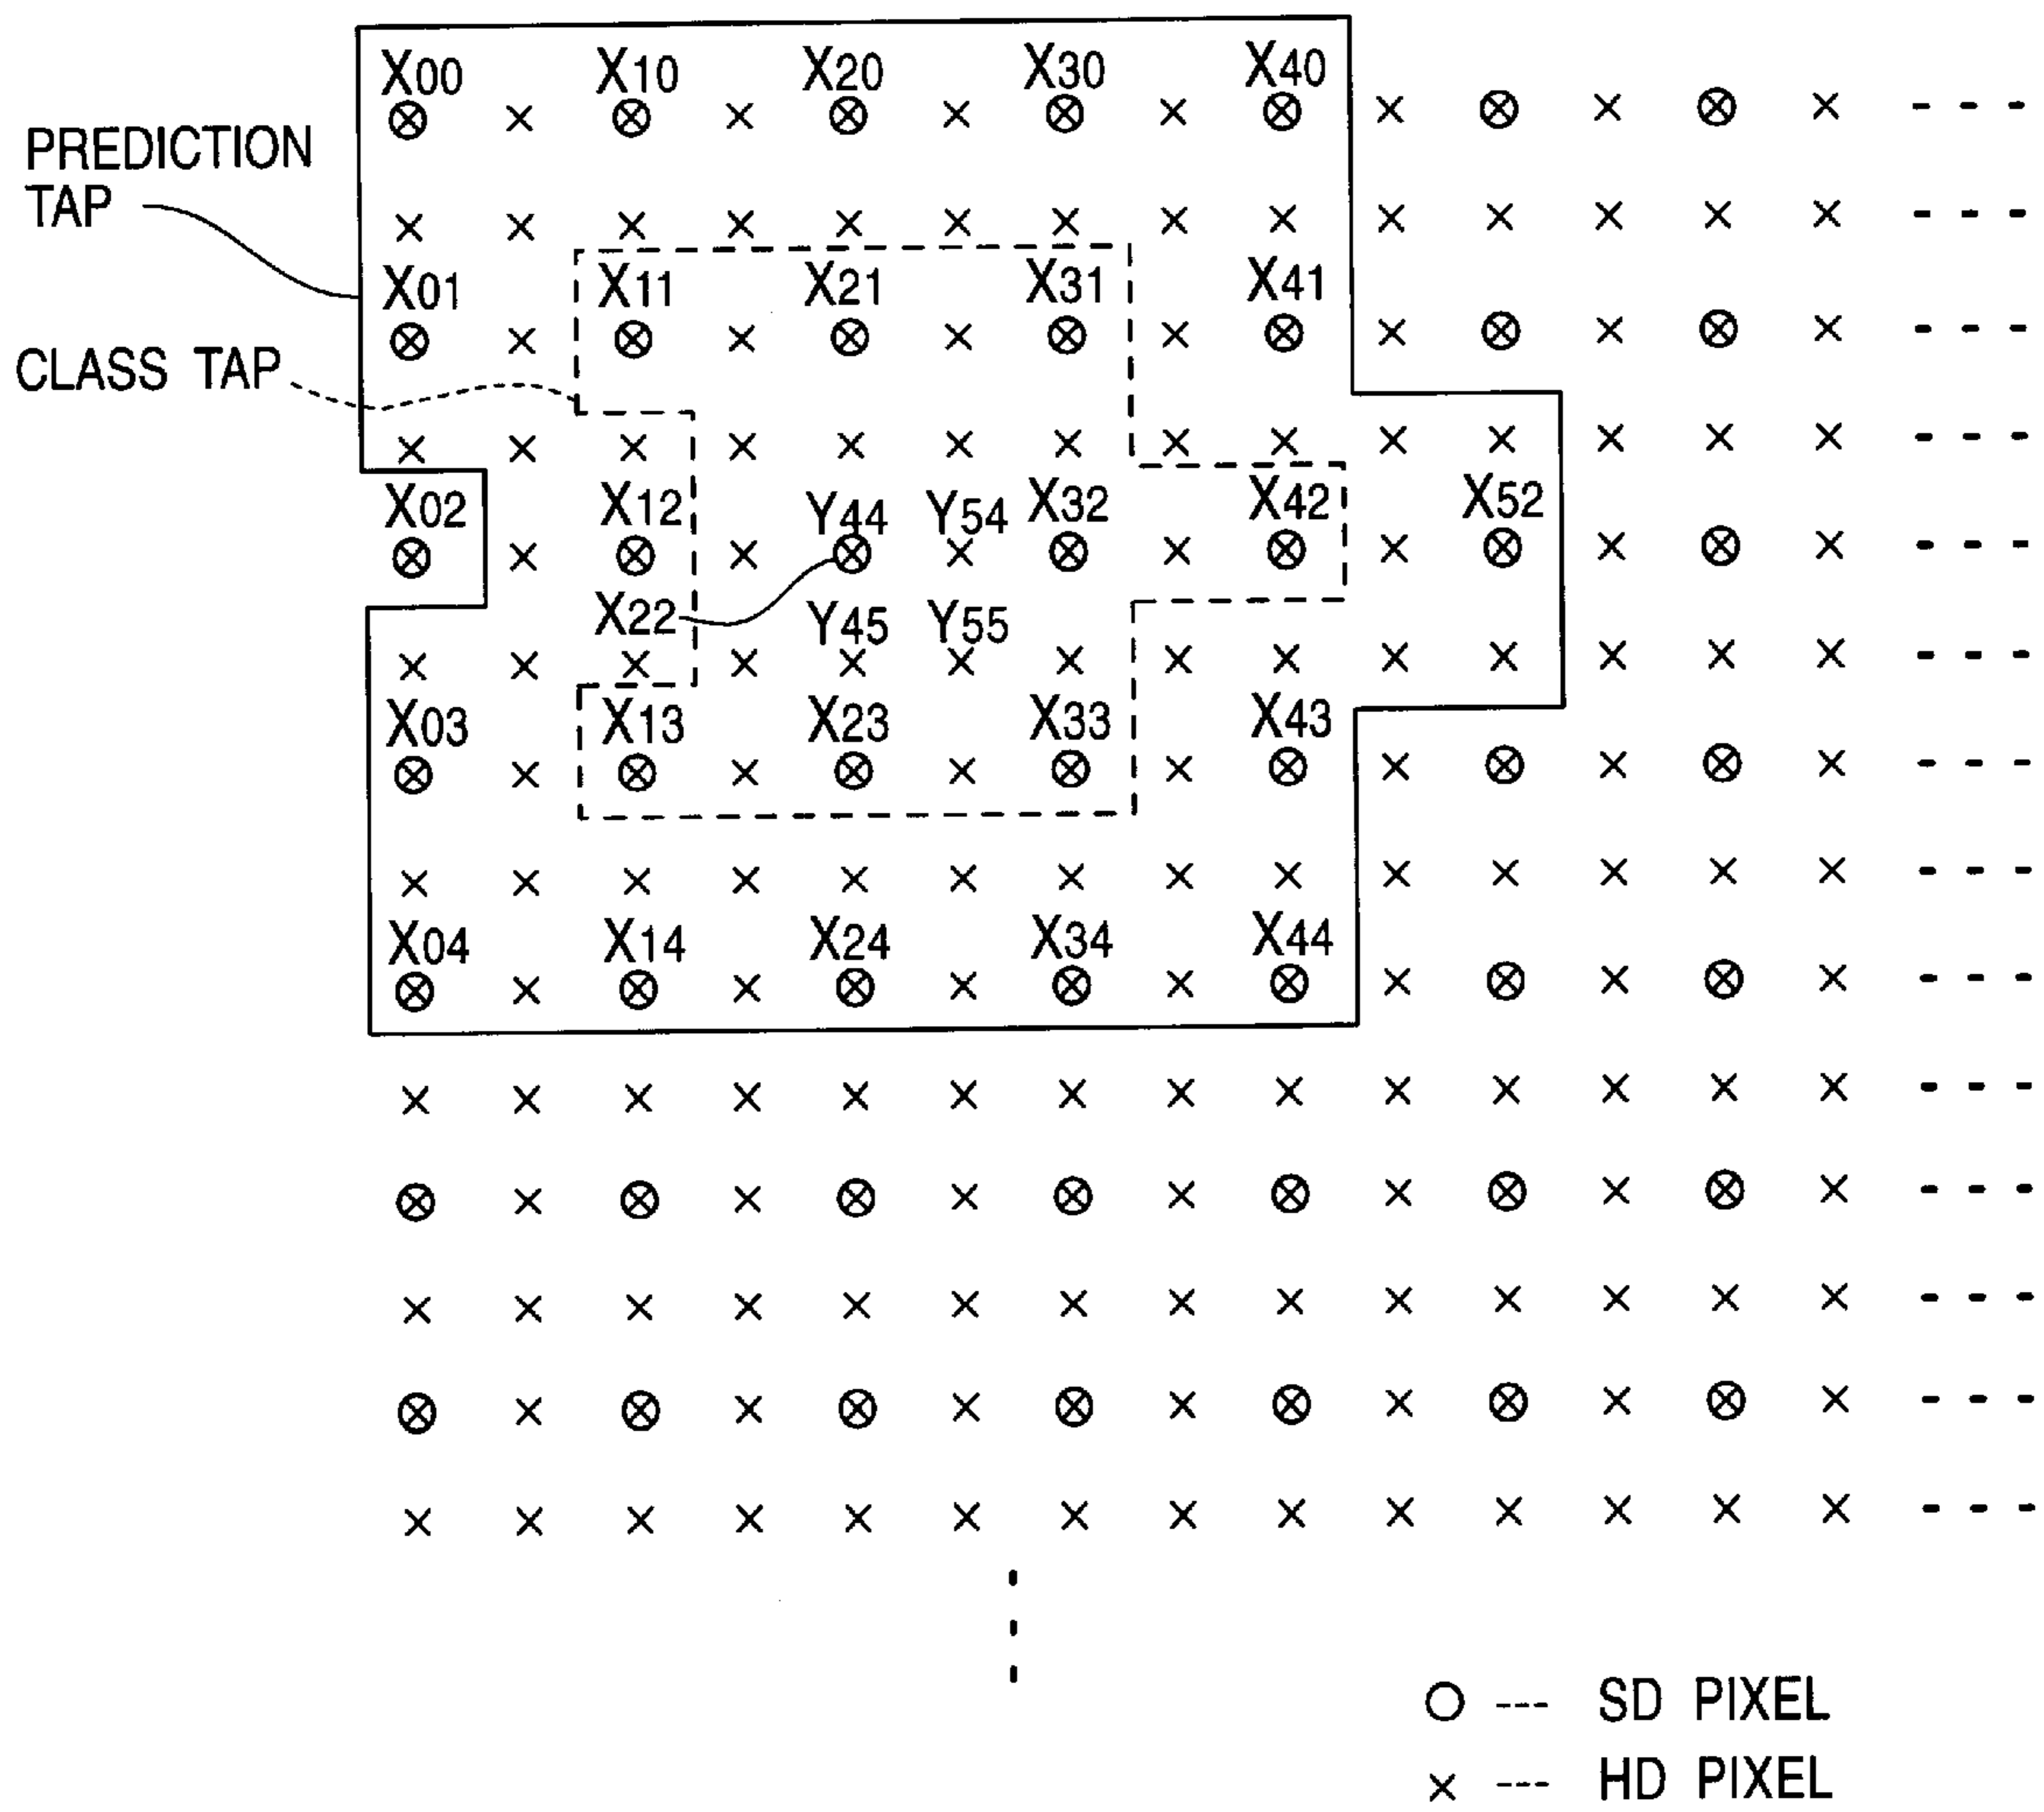 X00 X10 X20 X30 X40
PREDICTION
TAP
X01 X11 X21 X31 X41
CLASS TAP
X02 X12 Y44 Y54 X32 X42 X52
X22 Y45 Y55
X03 X13 X23 X33 X43
X04 X14 X24 X34 X44
SD PIXEL
HD PIXEL